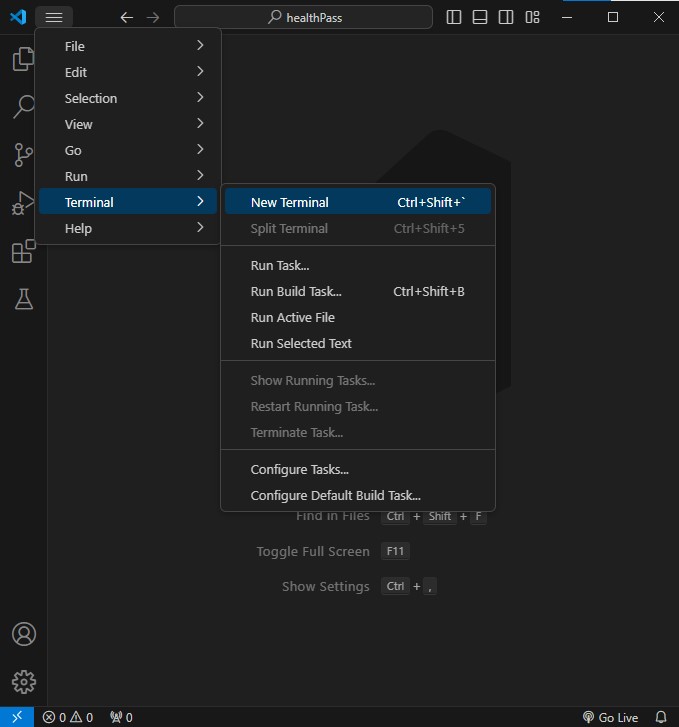 healthPass
File
Edit
Selection
View
Go
Run
Terminal
Help
New Terminal Ctrl+Shift+`
Split Terminal Ctrl+Shift+5
Run Task...
Run Build Task... Ctrl+Shift+B
Run Active File
Run Selected Text
Show Running Tasks...
Restart Running Task...
Terminate Task...
Configure Tasks...
Configure Default Build Task...
Find in Files Ctrl + Shift + F
Toggle Full Screen F11
Show Settings Ctrl + ,
0 0 0 Go Live